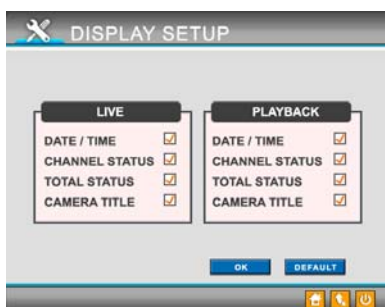 DISPLAY SETUP
LIVE
DATE / TIME
CHANNEL STATUS
TOTAL STATUS
CAMERA TITLE
PLAYBACK
DATE / TIME
CHANNEL STATUS
TOTAL STATUS
CAMERA TITLE
OK DEFAULT